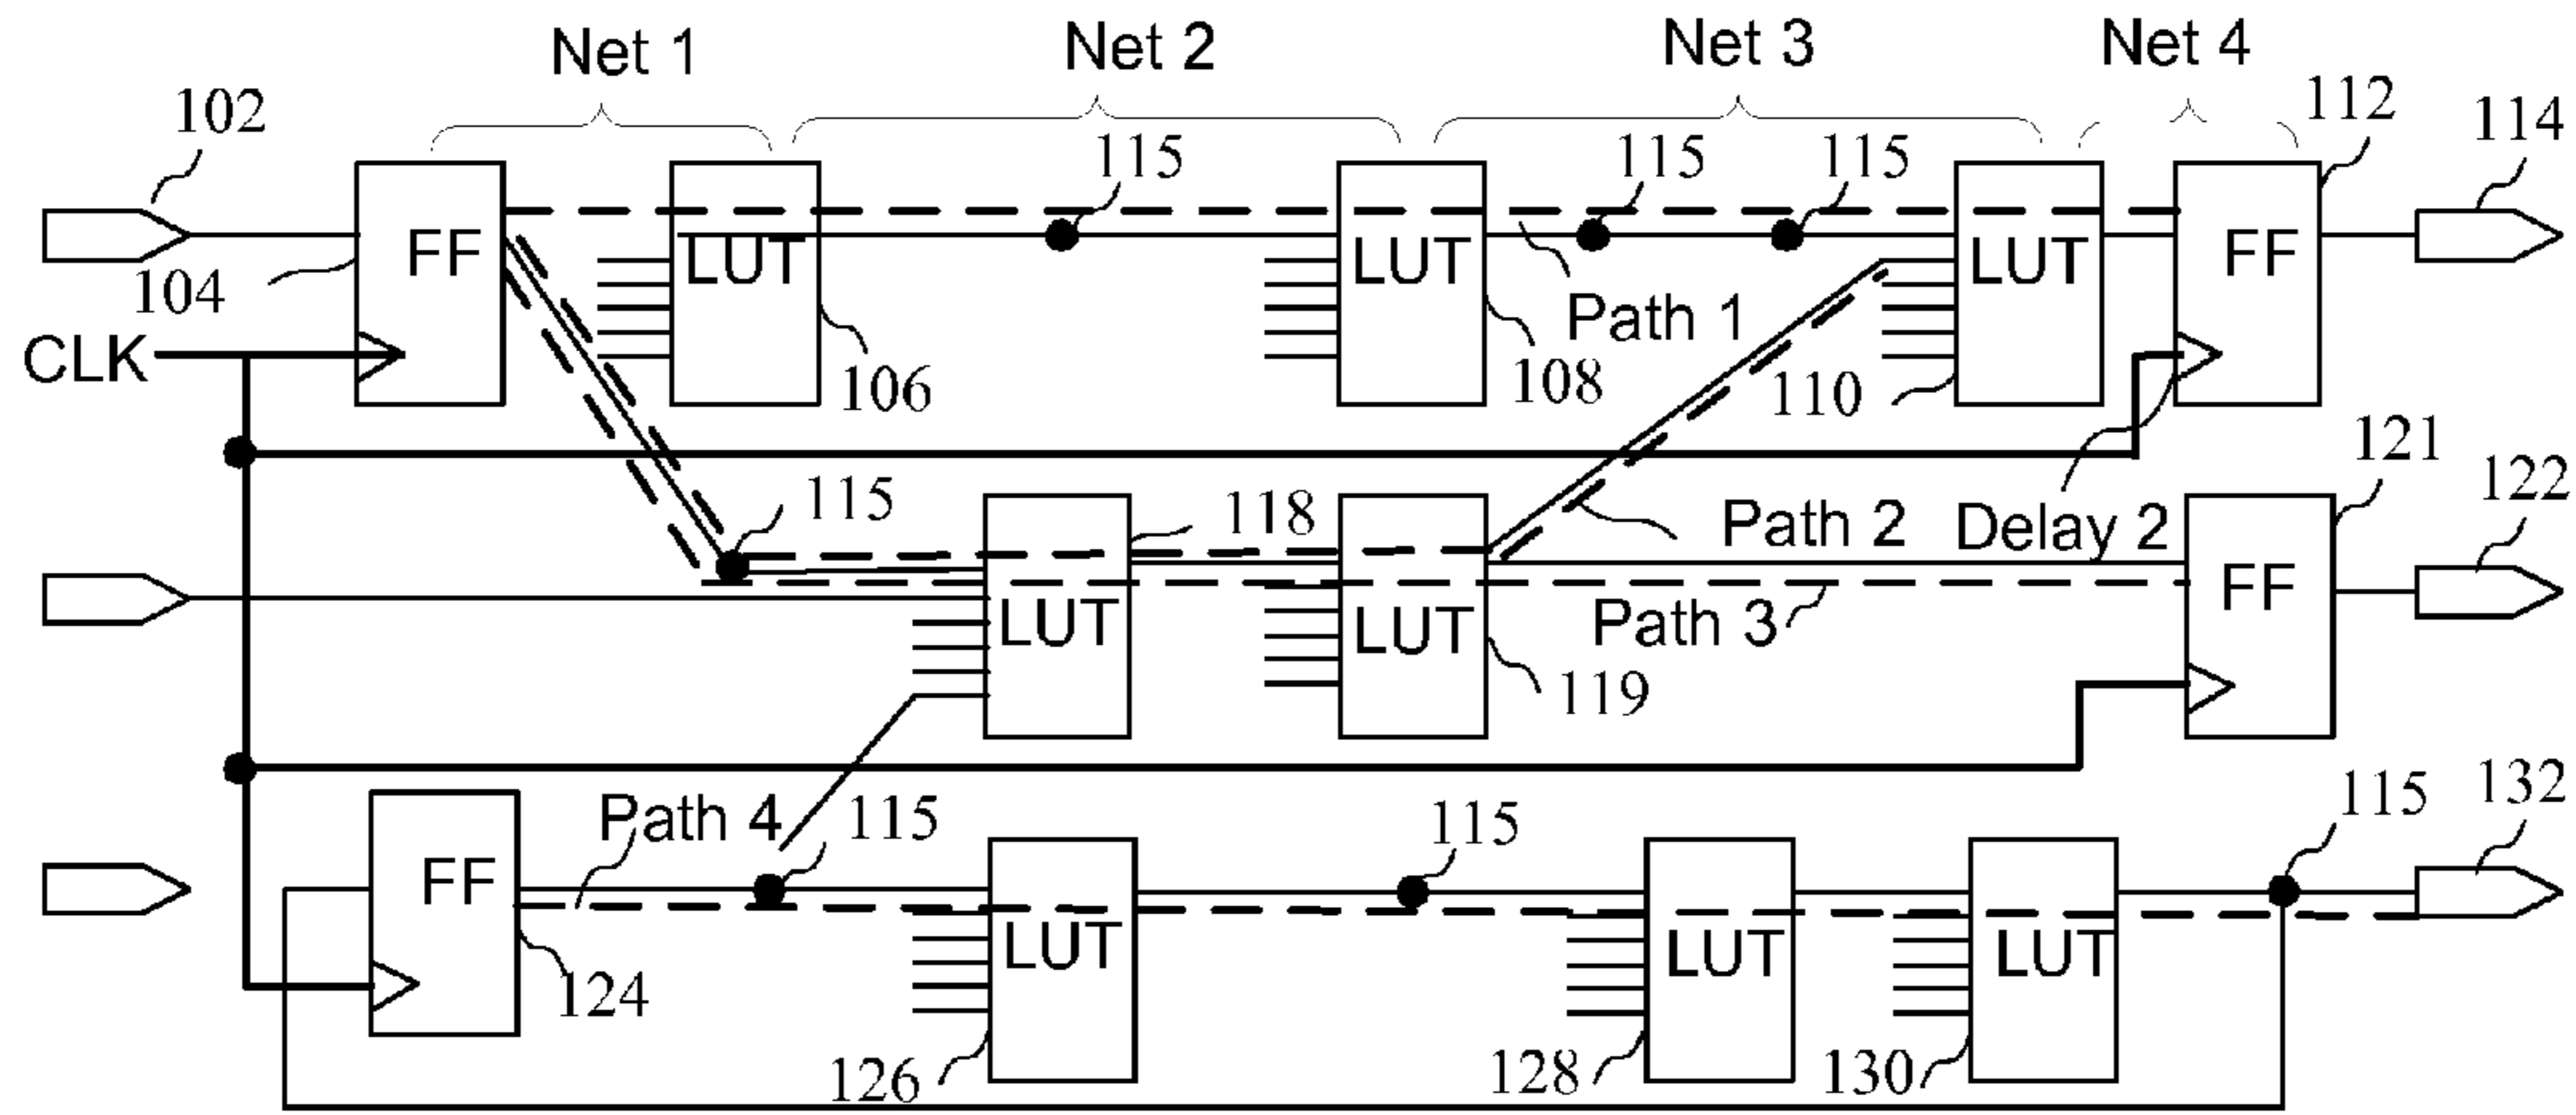 Net 1 Net 2 Net 3 Net 4
102 112 114
115 115 115
FF LUT LUT LUT FF
104 Path 1
CLK 106 108 110
121
115 118 Path 2 Delay 2 122
LUT LUT Path 3 FF
119
Path 4 115 115 115 132
FF LUT LUT LUT
124
126 128 130